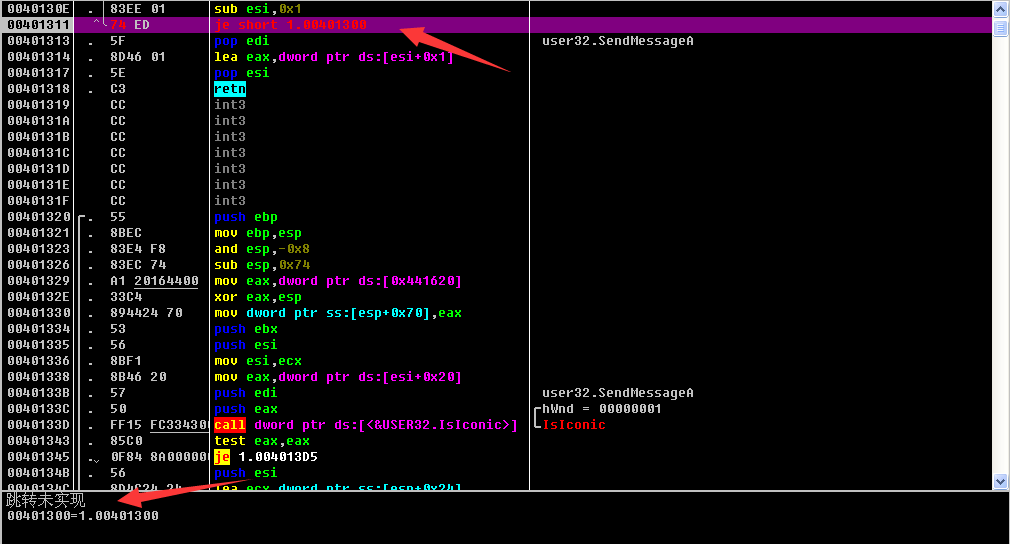 0040130E . 83EE 01 sub esi,0x1
00401311 .^ 74 ED je short 1.00401300
00401313 . 5F pop edi user32.SendMessageA
00401314 . 8D46 01 lea eax,dword ptr ds:[esi+0x1]
00401317 . 5E pop esi
00401318 . C3 retn
00401319 CC int3
0040131A CC int3
0040131B CC int3
0040131C CC int3
0040131D CC int3
0040131E CC int3
0040131F CC int3
00401320 . 55 push ebp
00401321 . 8BEC mov ebp,esp
00401323 . 83E4 F8 and esp,-0x8
00401326 . 83EC 74 sub esp,0x74
00401329 . A1 20164400 mov eax,dword ptr ds:[0x441620]
0040132E . 33C4 xor eax,esp
00401330 . 894424 70 mov dword ptr ss:[esp+0x70],eax
00401334 . 53 push ebx
00401335 . 56 push esi
00401336 . 8BF1 mov esi,ecx
00401338 . 8B46 20 mov eax,dword ptr ds:[esi+0x20]
0040133B . 57 push edi user32.SendMessageA
0040133C . 50 push eax hWnd = 00000001
0040133D . FF15 FC334300 call dword ptr ds:[<&USER32.IsIconic>] IsIconic
00401343 . 85C0 test eax,eax
00401345 . 0F84 8A00000 je 1.004013D5
0040134B . 56 push esi
0040134C . 8D4C24 24 lea ecx,dword ptr ss:[esp+0x24]
跳转未实现
00401300=1.00401300